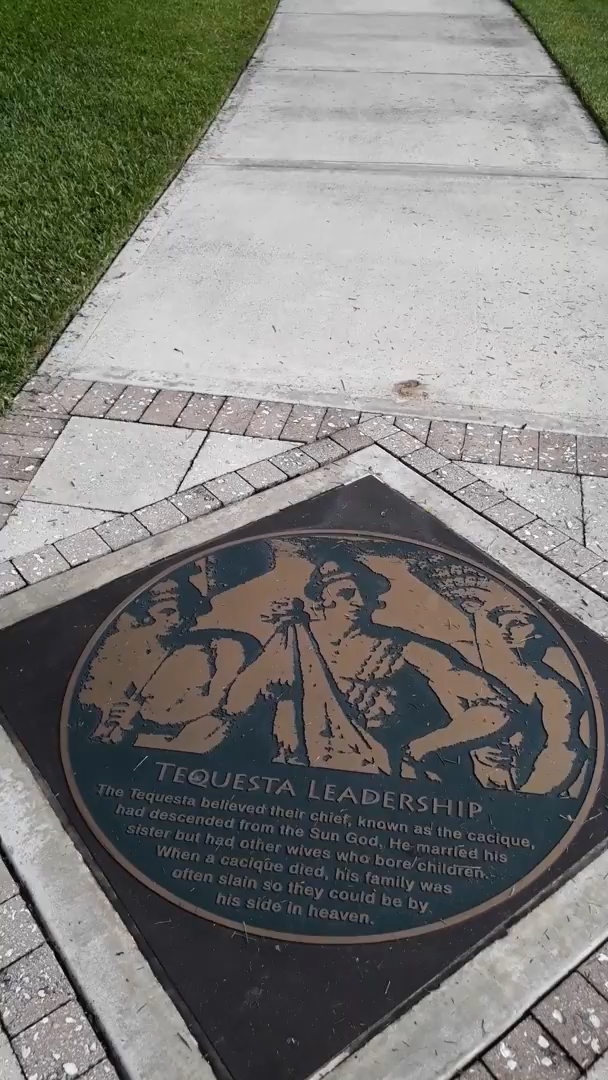 TEQUESTA LEADERSHIP
The Tequesta believed their chief, known as the cacique,
had descended from the Sun God. He married his
sister but had other wives who bore children.
When a cacique died, his family was
often slain so they could be by
his side in heaven.